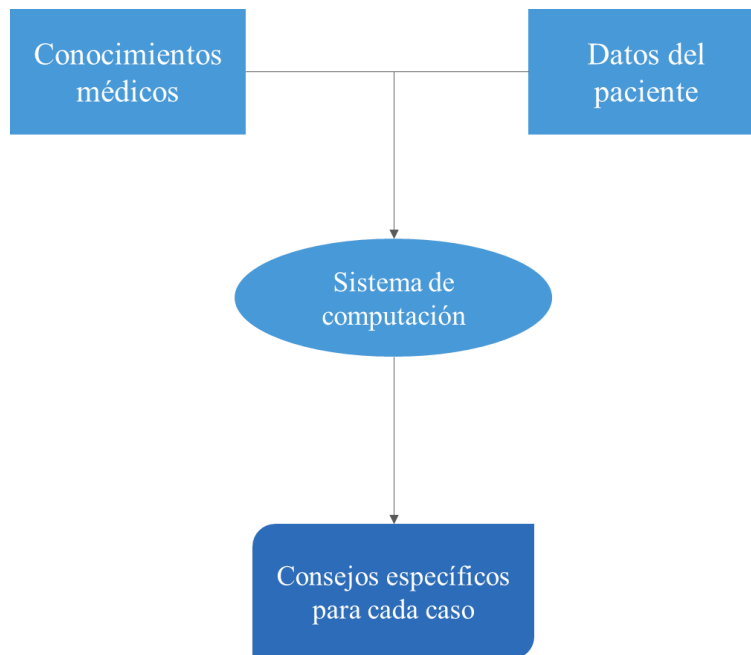 Conocimientos
médicos
Datos del
paciente
Sistema de
computación
Consejos específicos
para cada caso